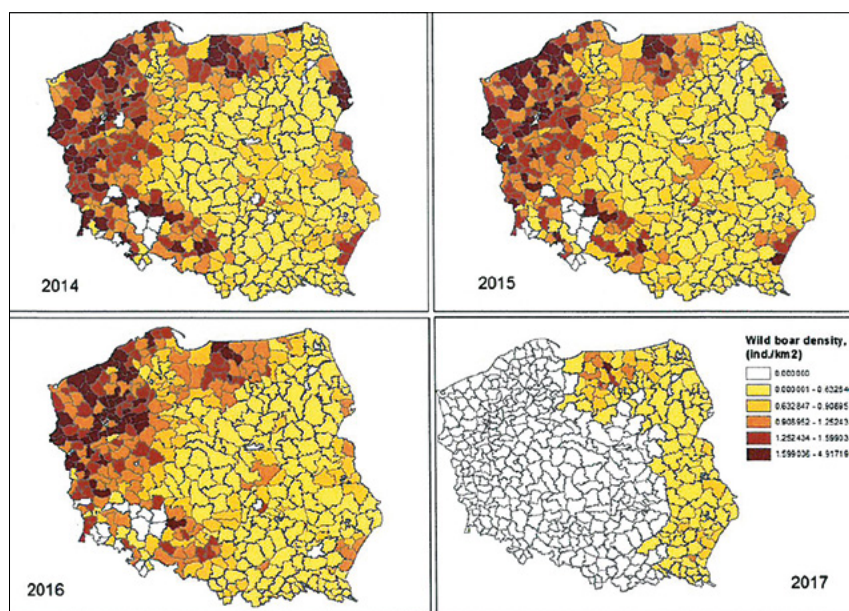 2014
2015
2016
Wild boar density,
(ind./km2)
0.000000
0.000001 - 0.632846
0.632847 - 0.908951
0.908952 - 1.252433
1.252434 - 1.599035
1.599036 - 4.91719
2017